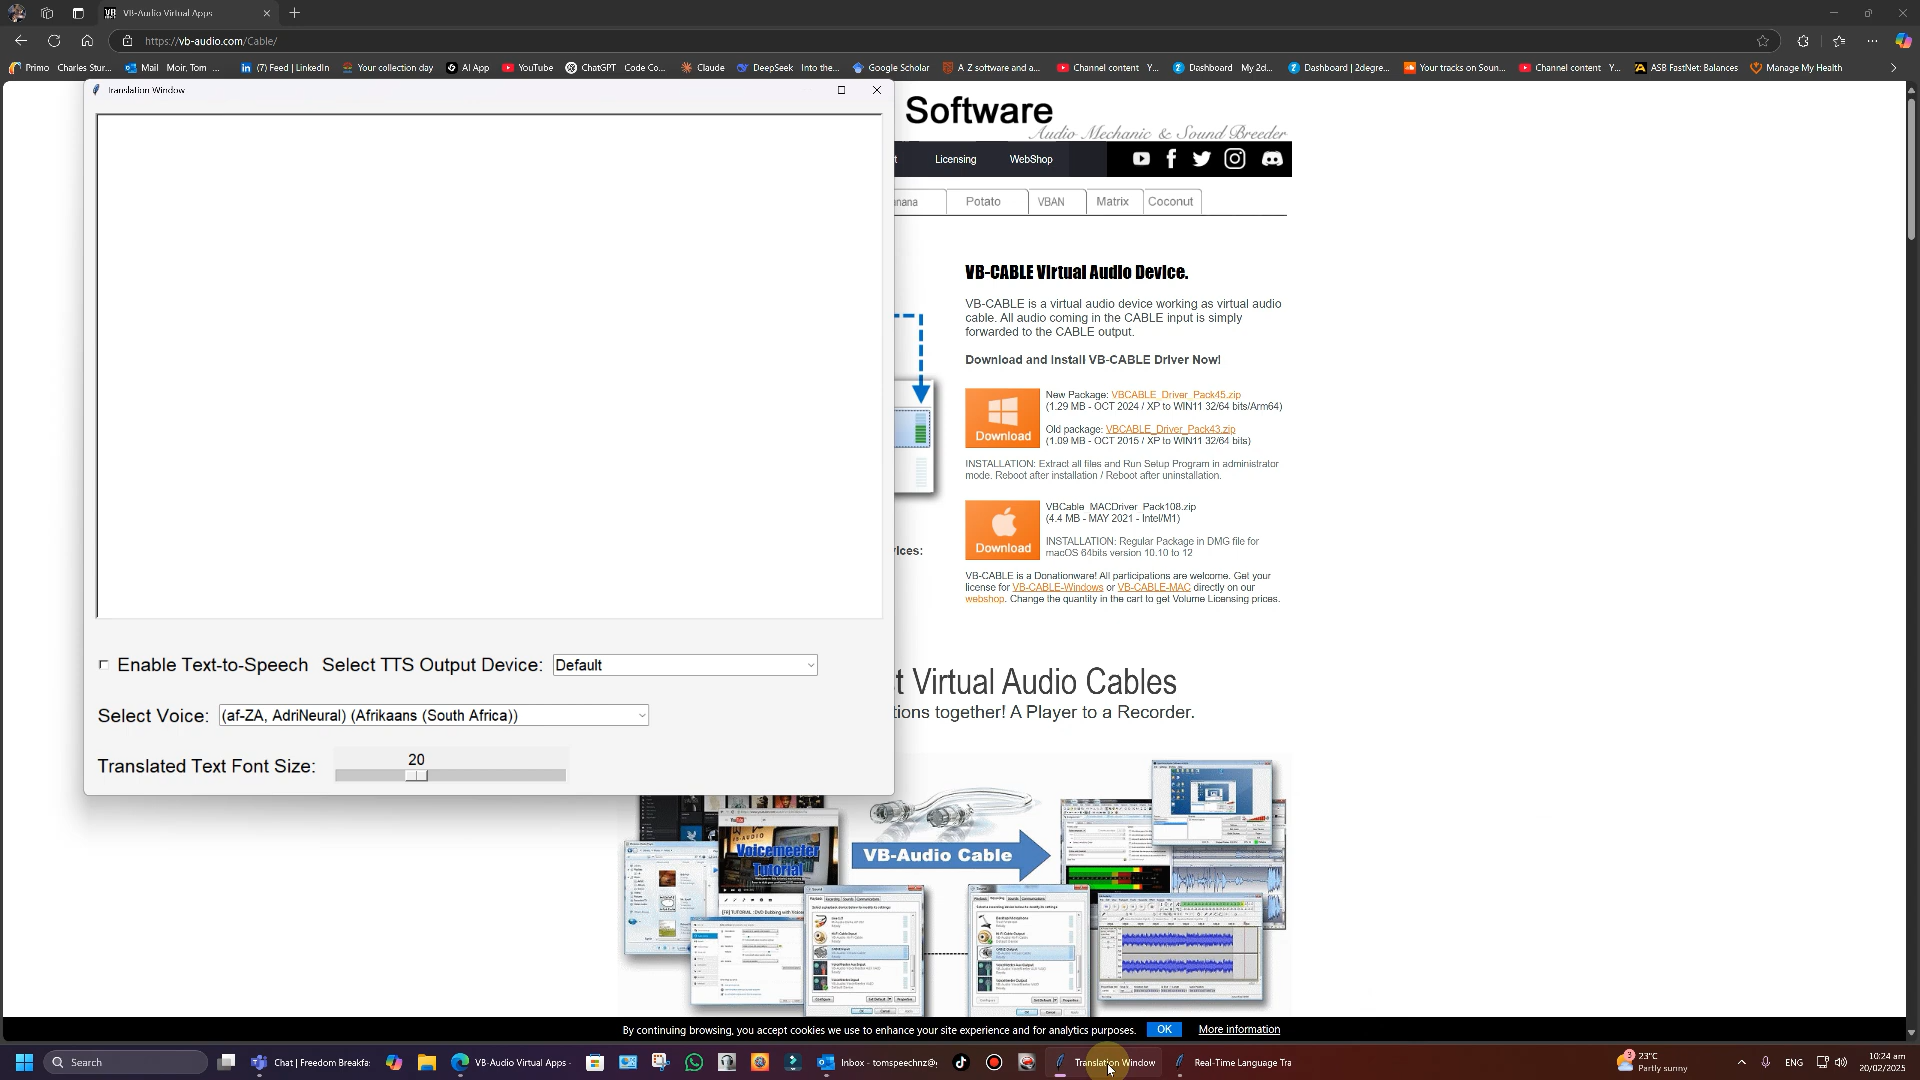 VB-Audio Virtual Apps
https://vb-audio.com/Cable/
Primo
Charles Stur...
Mail
Moir, Tom ...
(7) Feed | LinkedIn
Your collection day
AI App
YouTube
ChatGPT
Code Co...
Claude
DeepSeek
Into the...
Google Scholar
A Z software and a...
Channel content
Y...
Dashboard
My 2d...
Dashboard | 2degre...
Your tracks on Soun...
Channel content
Y...
ASB FastNet: Balances
Manage My Health
Translation Window
Enable Text-to-Speech
Select TTS Output Device:
Default
Select Voice:
(af-ZA, AdriNeural) (Afrikaans (South Africa))
Translated Text Font Size:
20
Software
Audio Mechanic & Sound Breeder
Licensing
WebShop
Potato
VBAN
Matrix
Coconut
VB-CABLE Virtual Audio Device.
VB-CABLE is a virtual audio device working as virtual audio
cable. All audio coming in the CABLE input is simply
forwarded to the CABLE output.
Download and Install VB-CABLE Driver Now!
Download
New Package: VBCABLE_Driver_Pack45.zip
(1.29 MB - OCT 2024 / XP to WIN11 32/64 bits/Arm64)
Old package: VBCABLE_Driver_Pack43.zip
(1.09 MB - OCT 2015 / XP to WIN11 32/64 bits)
INSTALLATION: Extract all files and Run Setup Program in administrator
mode. Reboot after installation / Reboot after uninstallation.
Download
VBCable_MACDriver_Pack108.zip
(4.4 MB - MAY 2021 - Intel/M1)
INSTALLATION: Regular Package in DMG file for
macOS 64bits version 10.10 to 12
VB-CABLE is a Donationware! All participations are welcome. Get your
license for VB-CABLE-Windows or VB-CABLE-MAC directly on our
webshop. Change the quantity in the cart to get Volume Licensing prices.
ices:
t Virtual Audio Cables
tions together! A Player to a Recorder.
Voicemeeter
Tutorial
VB-Audio Cable
By continuing browsing, you accept cookies we use to enhance your site experience and for analytics purposes.
OK
More information
Search
Chat | Freedom Breakfa:
VB-Audio Virtual Apps -
Inbox - tomspeechnz@
Translation Window
Real-Time Language Tra
23°C
Partly sunny
ENG
10:24 am
20/02/2025